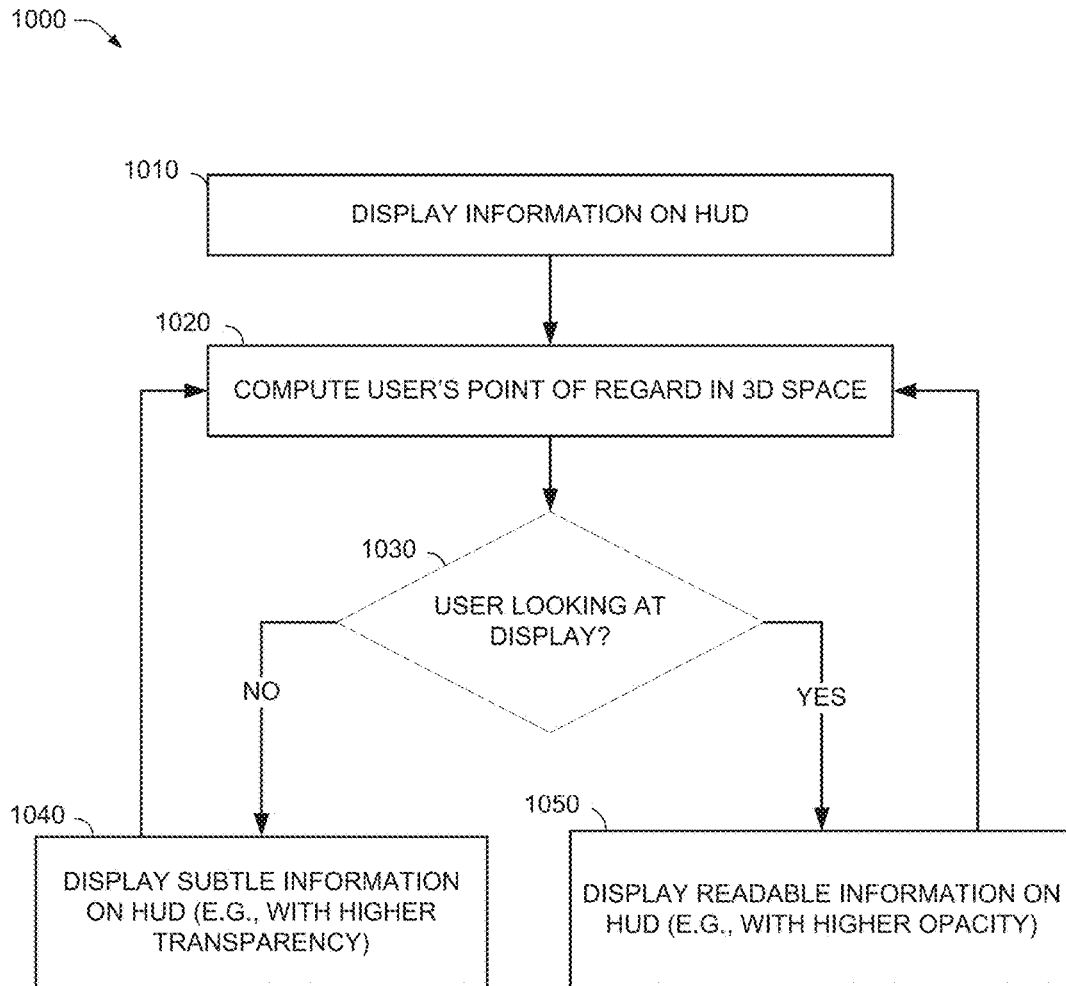 1000
1010
DISPLAY INFORMATION ON HUD
1020
COMPUTE USER'S POINT OF REGARD IN 3D SPACE
1030
USER LOOKING AT
DISPLAY?
NO
YES
1040
DISPLAY SUBTLE INFORMATION
ON HUD (E.G., WITH HIGHER
TRANSPARENCY)
1050
DISPLAY READABLE INFORMATION ON
HUD (E.G., WITH HIGHER OPACITY)